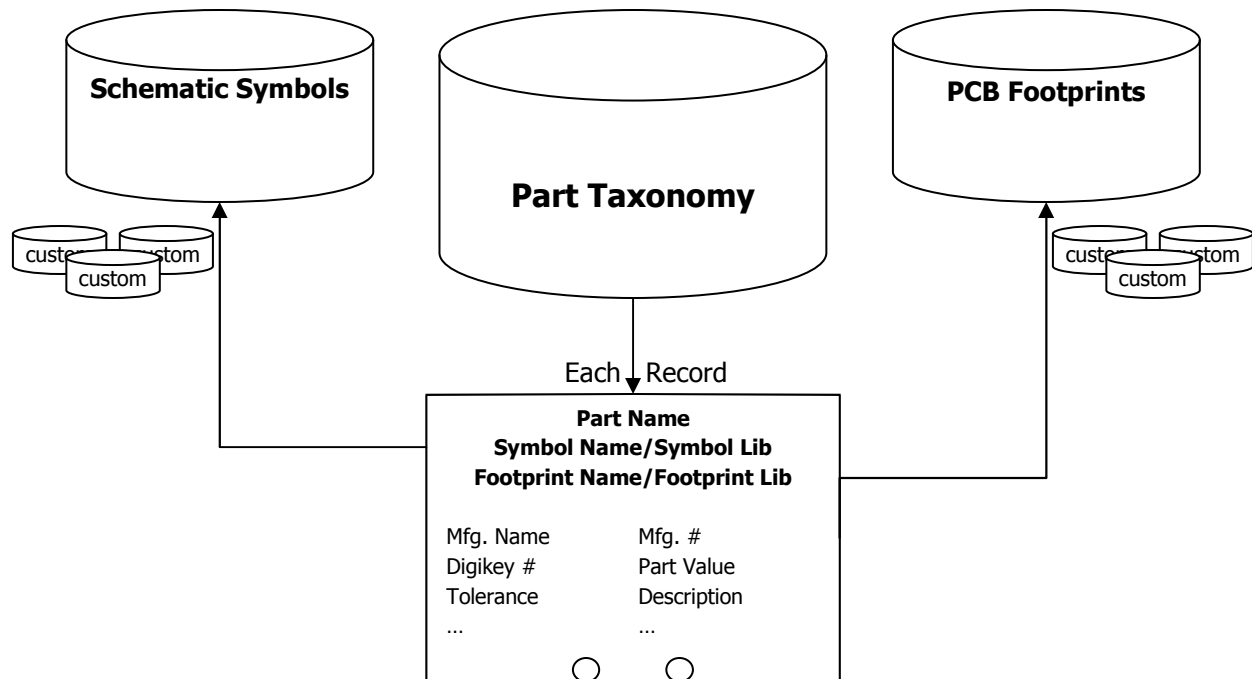 Schematic Symbols
Part Taxonomy
PCB Footprints
custom
custom
custom
custom
custom
custom
Each Record
Part Name
Symbol Name/Symbol Lib
Footprint Name/Footprint Lib
Mfg. Name Mfg. #
Digikey # Part Value
Tolerance Description
... ...